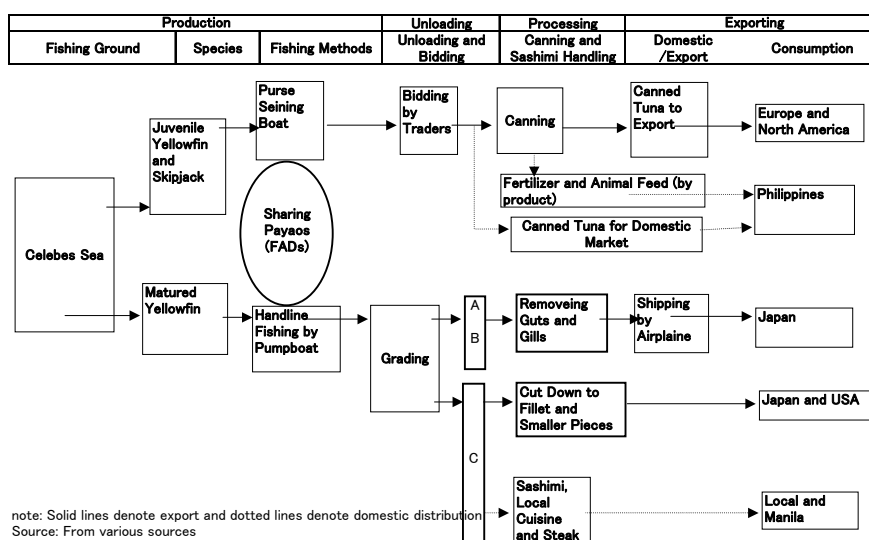 Production
Unloading
Processing
Exporting
Fishing Ground
Species
Fishing Methods
Unloading and
Bidding
Canning and
Sashimi Handling
Domestic
/Export
Consumption
Celebes Sea
Juvenile
Yellowfin
and
Skipjack
Purse
Seining
Boat
Bidding
by
Traders
Canning
Canned
Tuna to
Export
Europe and
North America
Fertilizer and Animal Feed (by
product)
Philippines
Canned Tuna for Domestic
Market
Sharing
Payaos
(FADs)
Matured
Yellowfin
Handline
Fishing by
Pumpboat
Grading
A
B
Removeing
Guts and
Gills
Shipping
by
Airplaine
Japan
Cut Down to
Fillet and
Smaller Pieces
Japan and USA
C
Sashimi,
Local
Cuisine
and Steak
Local and
Manila
note: Solid lines denote export and dotted lines denote domestic distribution
Source: From various sources